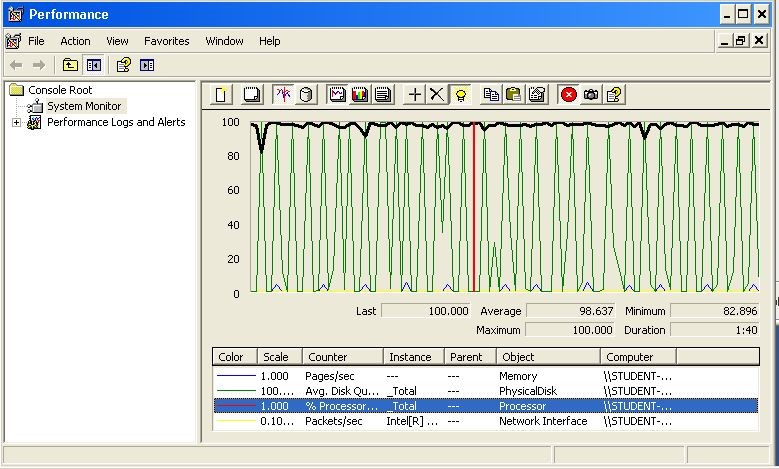 Performance
File Action View Favorites Window Help
Console Root
System Monitor
Performance Logs and Alerts
100
80
60
40
20
0
Last 100.000 Average 98.637 Minimum 82.896
Maximum 100.000 Duration 1:40
Color Scale Counter Instance Parent Object Computer
1.000 Pages/sec --- --- Memory \\STUDENT-...
100.... Avg. Disk Qu... _Total --- PhysicalDisk \\STUDENT-...
1.000 % Processor... _Total --- Processor \\STUDENT-...
0.10... Packets/sec Intel[R] ... --- Network Interface \\STUDENT-...